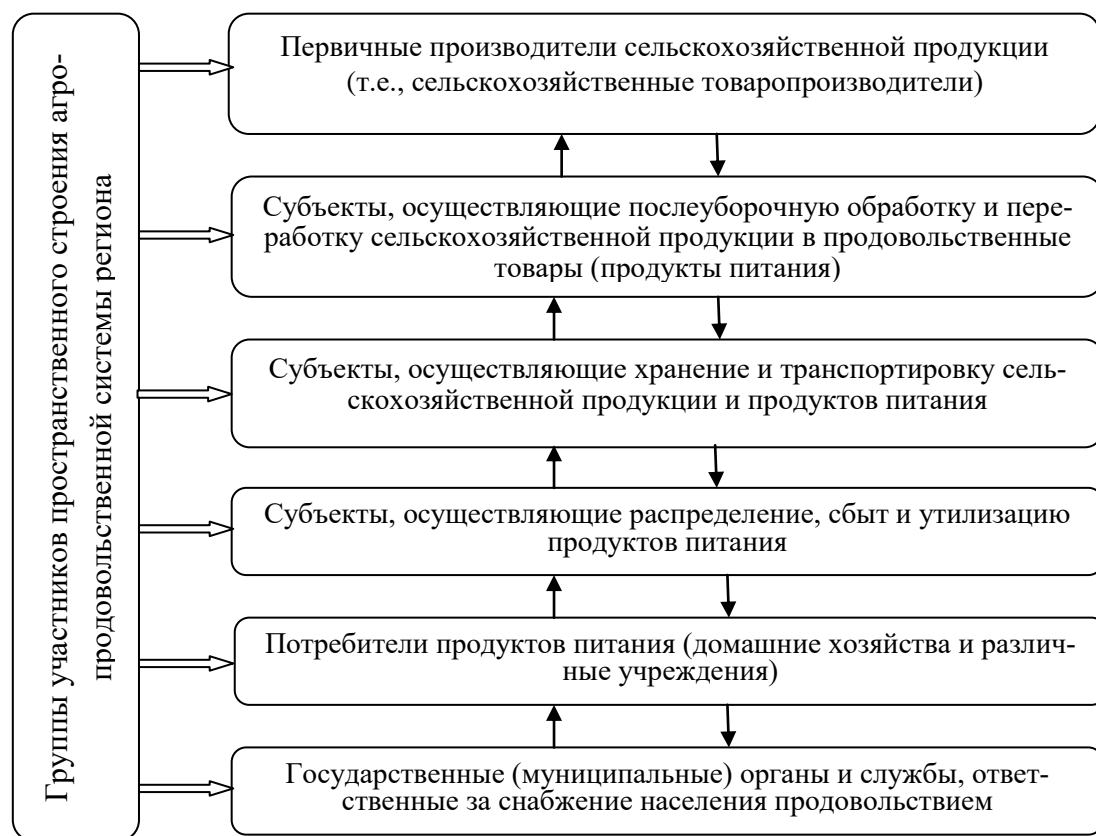 Группы участников пространственного строения агро-
продовольственной системы региона
Первичные производители сельскохозяйственной продукции
(т.е., сельскохозяйственные товаропроизводители)
Субъекты, осуществляющие послеуборочную обработку и пере-
работку сельскохозяйственной продукции в продовольственные
товары (продукты питания)
Субъекты, осуществляющие хранение и транспортировку сель-
скохозяйственной продукции и продуктов питания
Субъекты, осуществляющие распределение, сбыт и утилизацию
продуктов питания
Потребители продуктов питания (домашние хозяйства и различ-
ные учреждения)
Государственные (муниципальные) органы и службы, ответ-
ственные за снабжение населения продовольствием